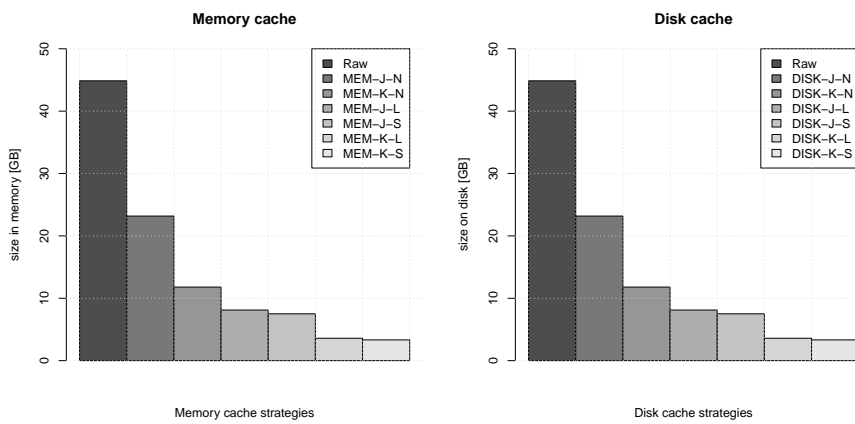 Memory cache
size in memory [GB]
50
40
30
20
10
0
Raw
MEM−J−N
MEM−K−N
MEM−J−L
MEM−J−S
MEM−K−L
MEM−K−S
Memory cache strategies
Disk cache
size on disk [GB]
50
40
30
20
10
0
Raw
DISK−J−N
DISK−K−N
DISK−J−L
DISK−J−S
DISK−K−L
DISK−K−S
Disk cache strategies